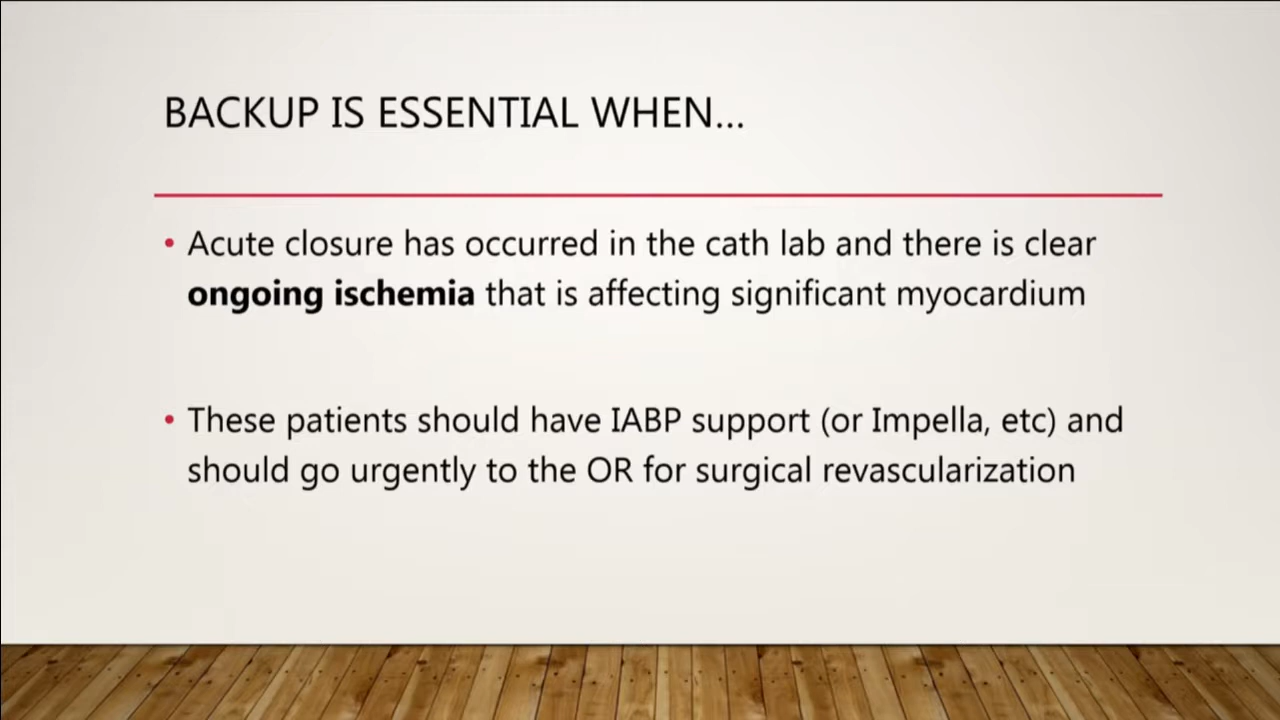 BACKUP IS ESSENTIAL WHEN...
• Acute closure has occurred in the cath lab and there is clear
ongoing ischemia that is affecting significant myocardium
• These patients should have IABP support (or Impella, etc) and
should go urgently to the OR for surgical revascularization